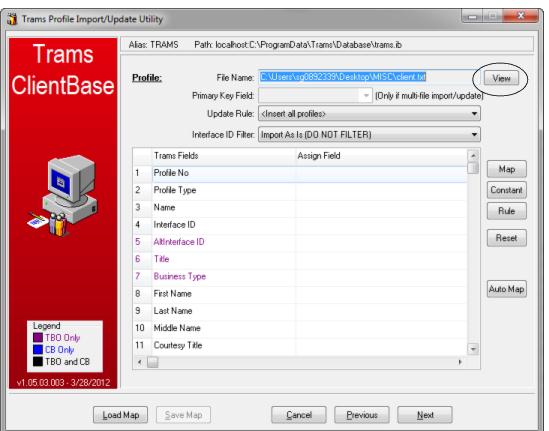 Trams Profile Import/Update Utility
Trams
ClientBase
Alias: TRAMS Path: localhost:C:\ProgramData\Trams\Database\trams.ib
Profile: File Name: C:\Users\sg0892339\Desktop\MISC\client.txt View
Primary Key Field: (Only if multi-file import/update)
Update Rule: <Insert all profiles>
Interface ID Filter: Import As Is (DO NOT FILTER)
Trams Fields Assign Field
1 Profile No
2 Profile Type
3 Name
4 Interface ID
5 AltInterface ID
6 Title
7 Business Type
8 First Name
9 Last Name
10 Middle Name
11 Courtesy Title
Map
Constant
Rule
Reset
Auto Map
Legend
TBO Only
CB Only
TBO and CB
v1.05.03.003 - 3/28/2012
Load Map Save Map Cancel Previous Next